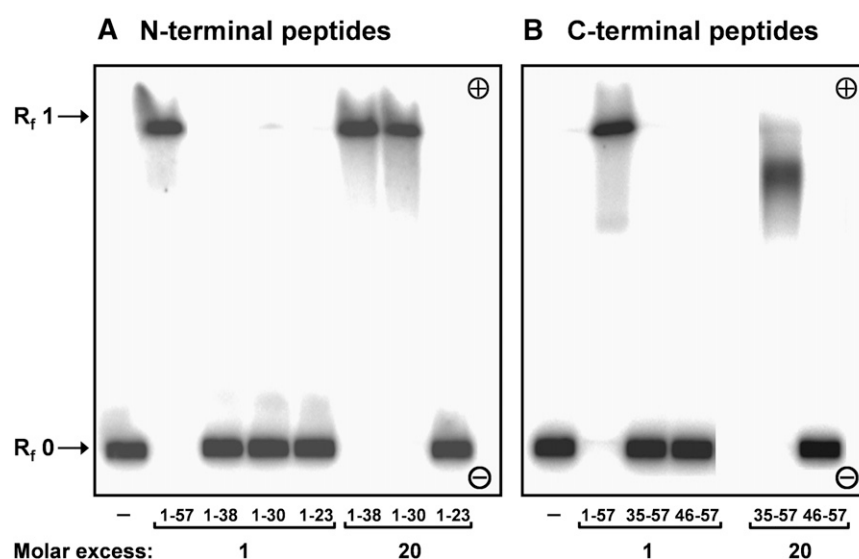 A N-terminal peptides
B C-terminal peptides
⊕
⊕
Rf 1
Rf 0
⊖
⊖
– 1-57 1-38 1-30 1-23 1-38 1-30 1-23
– 1-57 35-57 46-57 35-57 46-57
Molar excess: 1 20 1 20